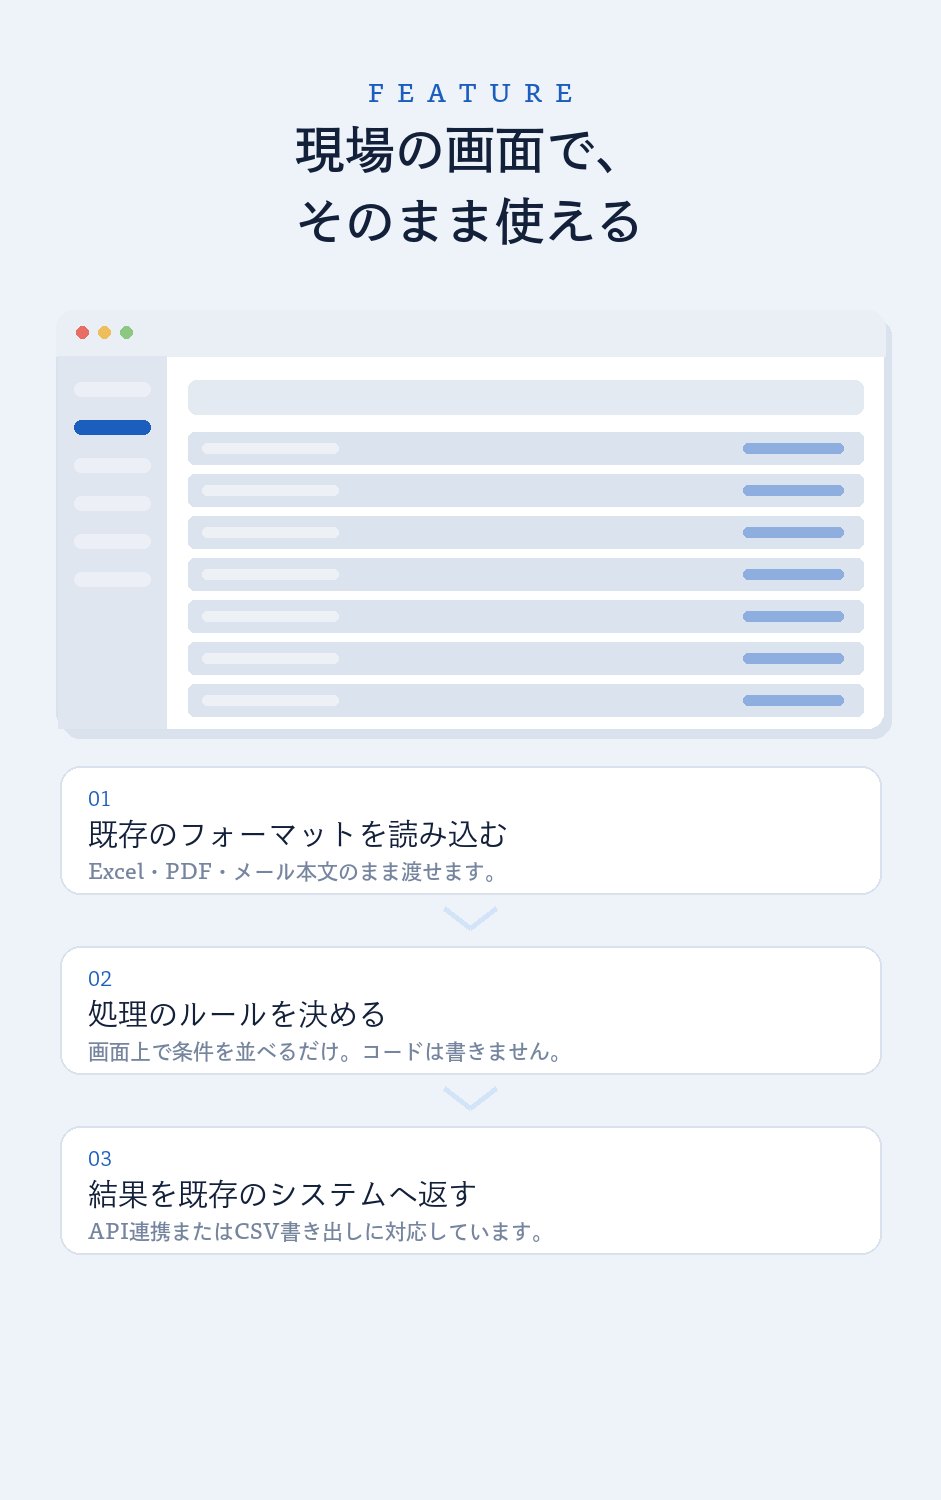 FEATURE
現場の画面で、
そのまま使える
01
既存のフォーマットを読み込む
Excel・PDF・メール本文のまま渡せます。
02
処理のルールを決める
画面上で条件を並べるだけ。コードは書きません。
03
結果を既存のシステムへ返す
API連携またはCSV書き出しに対応しています。